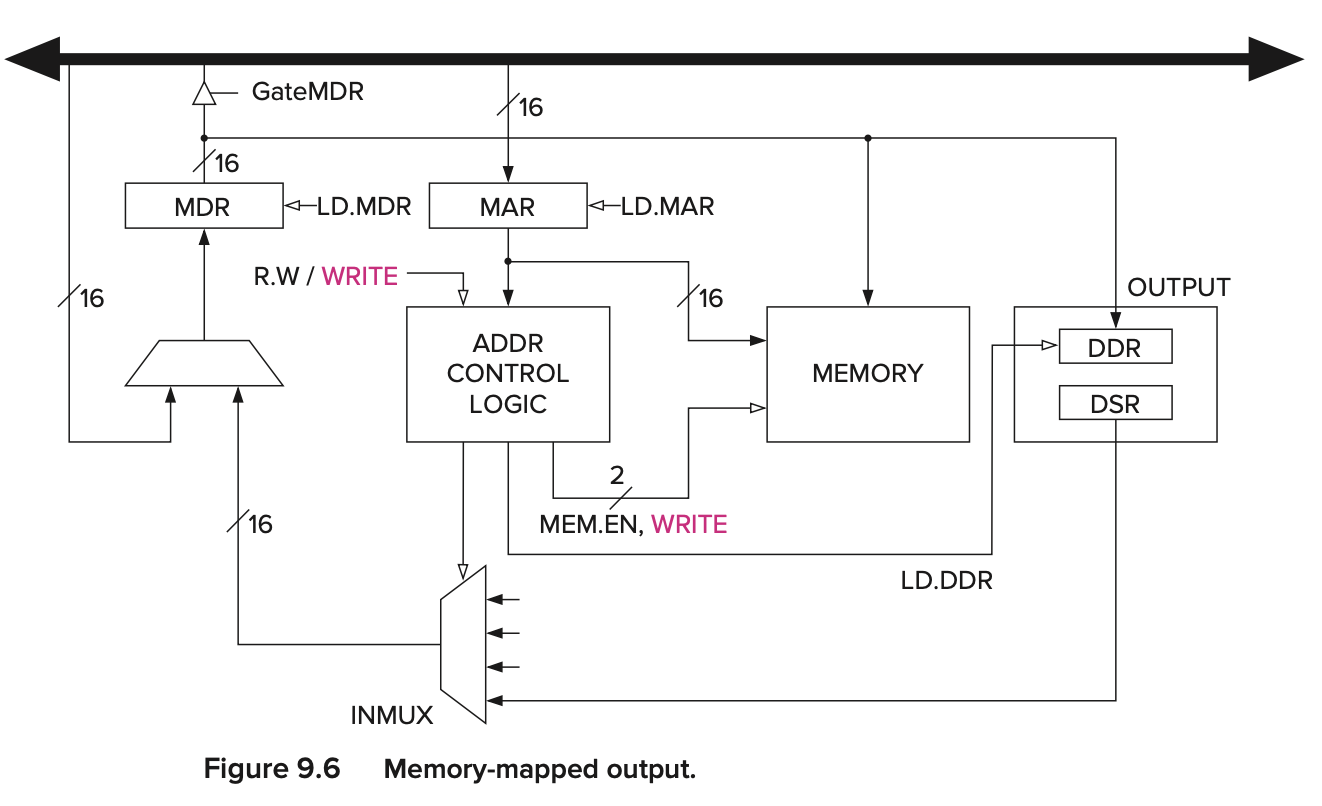 GateMDR
16
16
MDR
LD.MDR
MAR
LD.MAR
R.W / WRITE
16
16
OUTPUT
ADDR
CONTROL
LOGIC
MEMORY
DDR
DSR
2
MEM.EN, WRITE
16
LD.DDR
INMUX
Figure 9.6 Memory-mapped output.